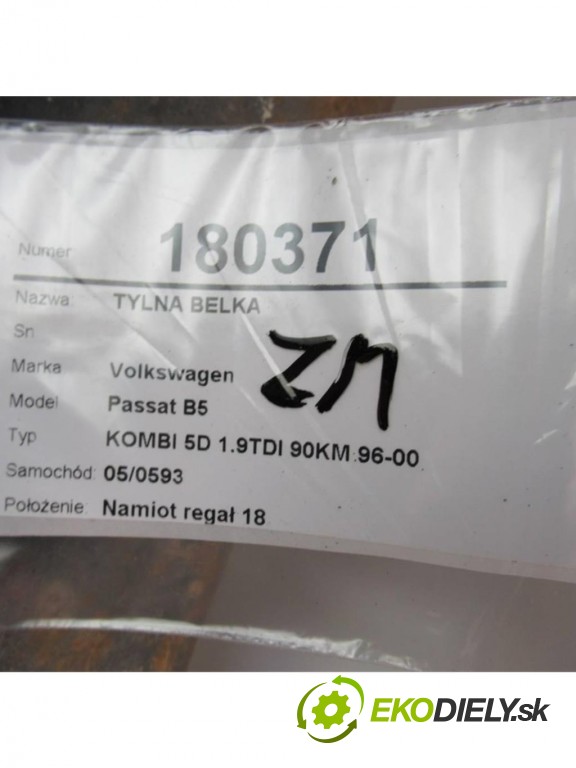 Numer 180371
Nazwa: TYLNA BELKA
Sn
Marka Volkswagen
ZM
Model Passat B5
Typ KOMBI 5D 1.9TDI 90KM 96-00
Samochód: 05/0593
Położenie: Namiot regał 18
EKODIELY.sk